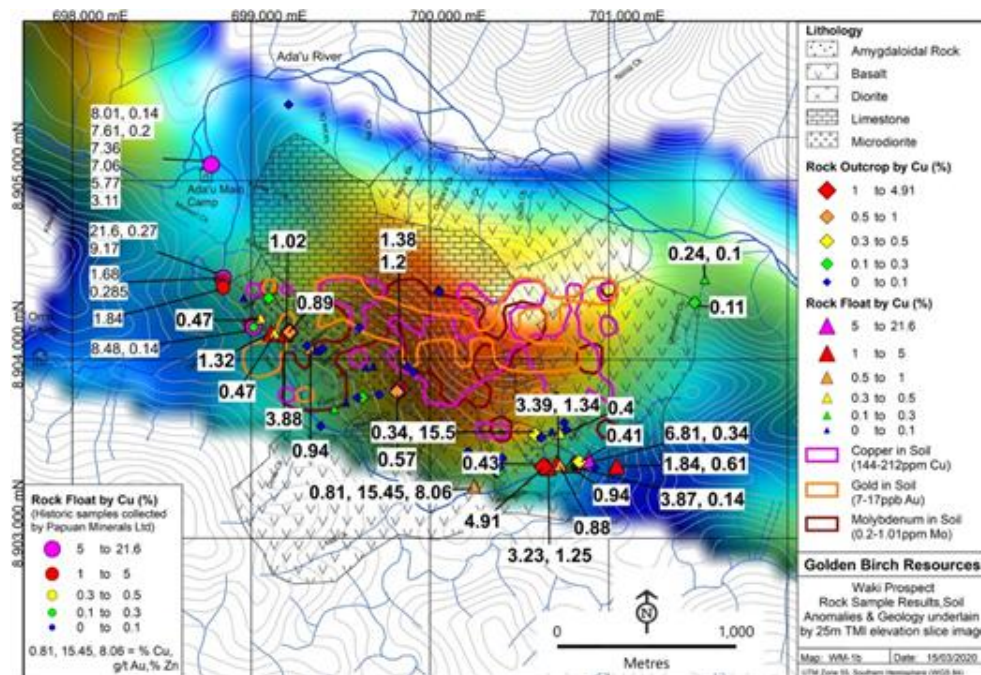 698.000 mE
699.000 mE
700.000 mE
701.000 mE
8.905.000 mN
8.904.000 mN
8.903.000 mN
Ada'u River
8.01, 0.14
7.61, 0.2
7.36
7.06
5.77
3.11
Ada'u Main
Camp
21.6, 0.27
9.17
1.68
0.285
1.84
0.47
8.48, 0.14
1.32
0.47
1.02
0.89
1.38
1.2
0.24, 0.1
0.11
3.88
0.94
0.34, 15.5
0.57
3.39, 1.34
0.4
0.41
6.81, 0.34
0.43
1.84, 0.61
0.81, 15.45, 8.06
0.94
3.87, 0.14
4.91
0.88
3.23, 1.25
N
0
1,000
Metres
Rock Float by Cu (%)
(Historic samples collected
by Papuan Minerals Ltd)
5 to 21.6
1 to 5
0.3 to 0.5
0.1 to 0.3
0 to 0.1
0.81, 15.45, 8.06 = % Cu,
g/t Au,% Zn
Lithology
Amygdaloidal Rock
Basalt
Diorite
Limestone
Microdiorite
Rock Outcrop by Cu (%)
1 to 4.91
0.5 to 1
0.3 to 0.5
0.1 to 0.3
0 to 0.1
Rock Float by Cu (%)
5 to 21.6
1 to 5
0.5 to 1
0.3 to 0.5
0.1 to 0.3
0 to 0.1
Copper in Soil
(144-212ppm Cu)
Gold in Soil
(7-17ppb Au)
Molybdenum in Soil
(0.2-1.01ppm Mo)
Golden Birch Resources
Waki Prospect
Rock Sample Results,Soil
Anomalies & Geology underlain
by 25m TMI elevation slice image
Map: WM-1b
Date: 15/03/2020